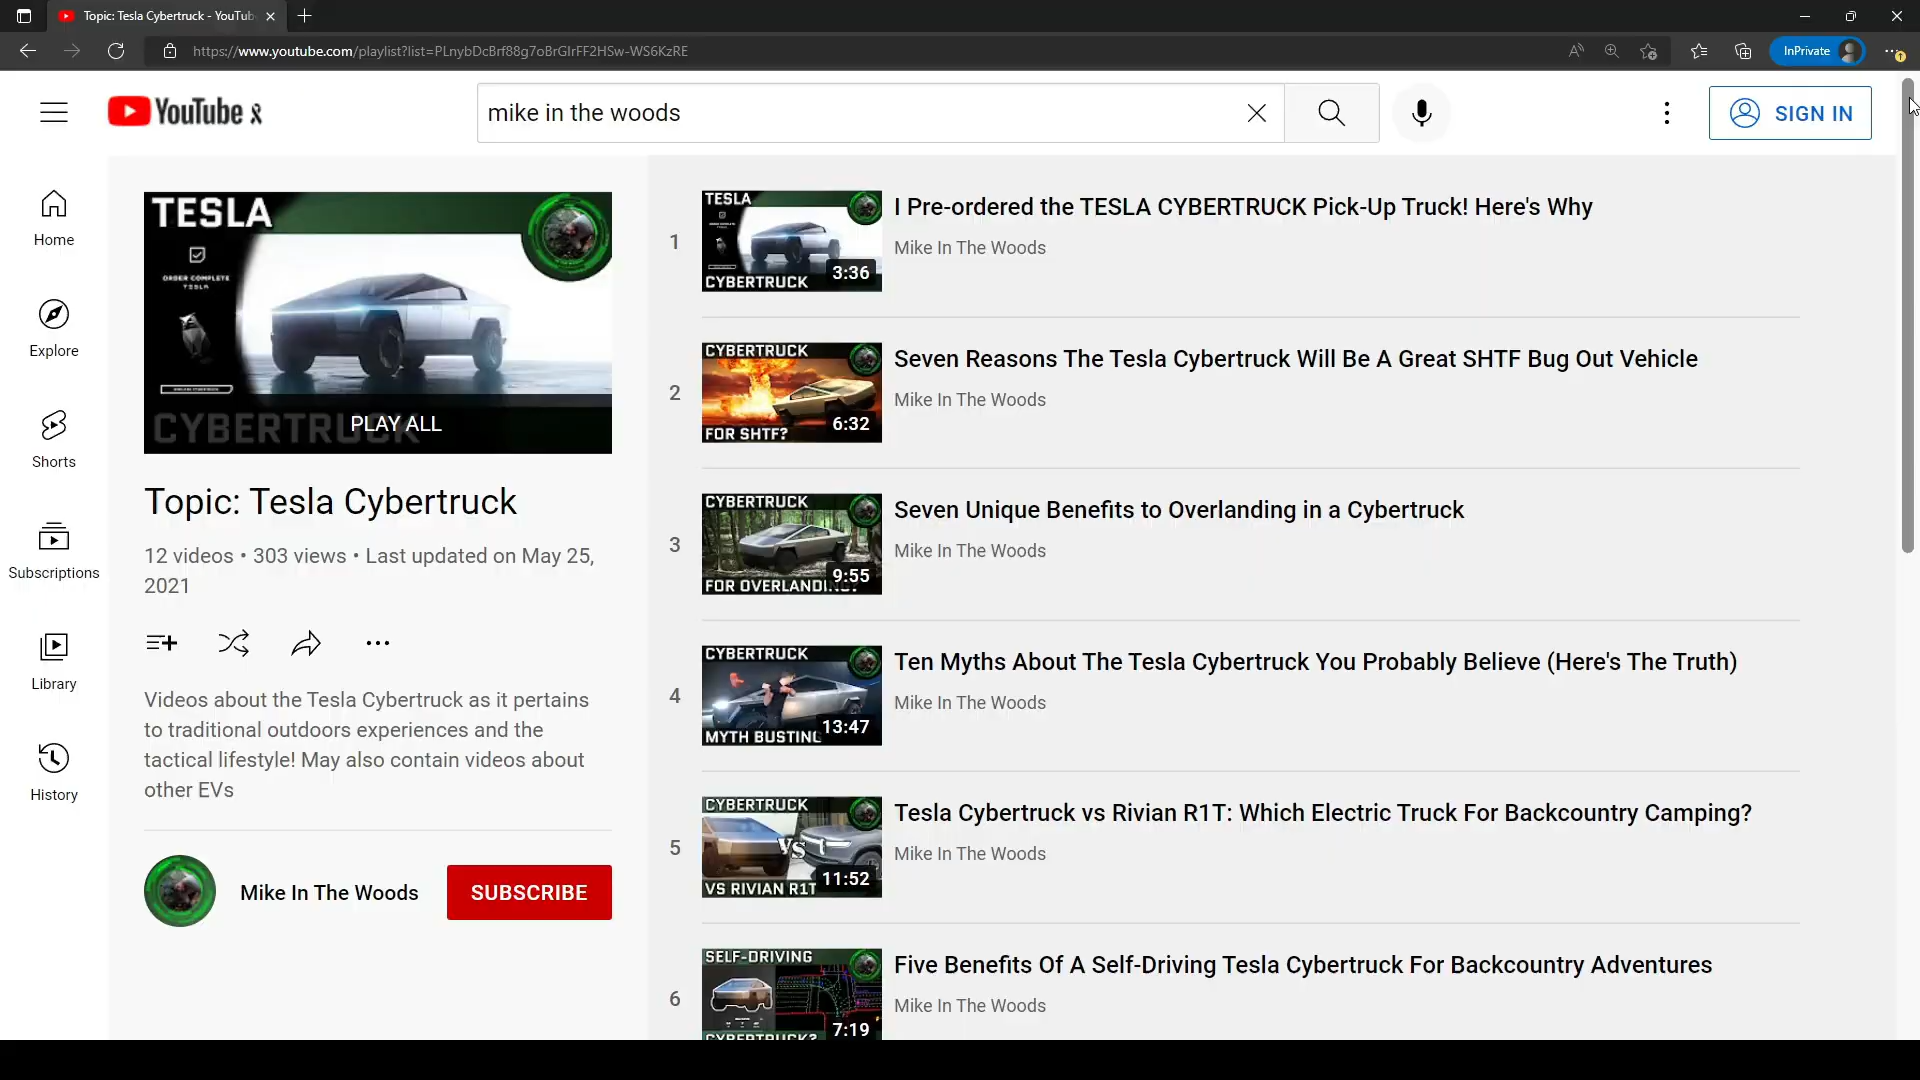 Topic: Tesla Cybertruck - YouTub
https://www.youtube.com/playlist?list=PLnybDcBrf88g7oBrGlrFF2HSw-WS6KzRE
InPrivate
YouTube
mike in the woods
SIGN IN
Home
Explore
Shorts
Subscriptions
Library
History
TESLA
ORDER COMPLETE
TESLA
CYBERTRUCK
PLAY ALL
Topic: Tesla Cybertruck
12 videos • 303 views • Last updated on May 25,
2021
Videos about the Tesla Cybertruck as it pertains
to traditional outdoors experiences and the
tactical lifestyle! May also contain videos about
other EVs
Mike In The Woods
SUBSCRIBE
1
TESLA
CYBERTRUCK
3:36
I Pre-ordered the TESLA CYBERTRUCK Pick-Up Truck! Here's Why
Mike In The Woods
2
CYBERTRUCK
FOR SHTF?
6:32
Seven Reasons The Tesla Cybertruck Will Be A Great SHTF Bug Out Vehicle
Mike In The Woods
3
CYBERTRUCK
FOR OVERLANDING?
9:55
Seven Unique Benefits to Overlanding in a Cybertruck
Mike In The Woods
4
CYBERTRUCK
MYTH BUSTING
13:47
Ten Myths About The Tesla Cybertruck You Probably Believe (Here's The Truth)
Mike In The Woods
5
CYBERTRUCK
VS
VS RIVIAN R1T
11:52
Tesla Cybertruck vs Rivian R1T: Which Electric Truck For Backcountry Camping?
Mike In The Woods
6
SELF-DRIVING
CYBERTRUCK?
7:19
Five Benefits Of A Self-Driving Tesla Cybertruck For Backcountry Adventures
Mike In The Woods